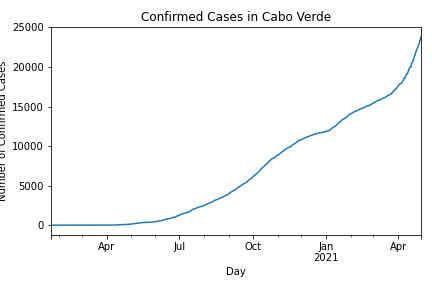 Confirmed Cases in Cabo Verde
Number of Confirmed Cases
25000
20000
15000
10000
5000
0
Apr
Jul
Oct
Jan
2021
Apr
Day